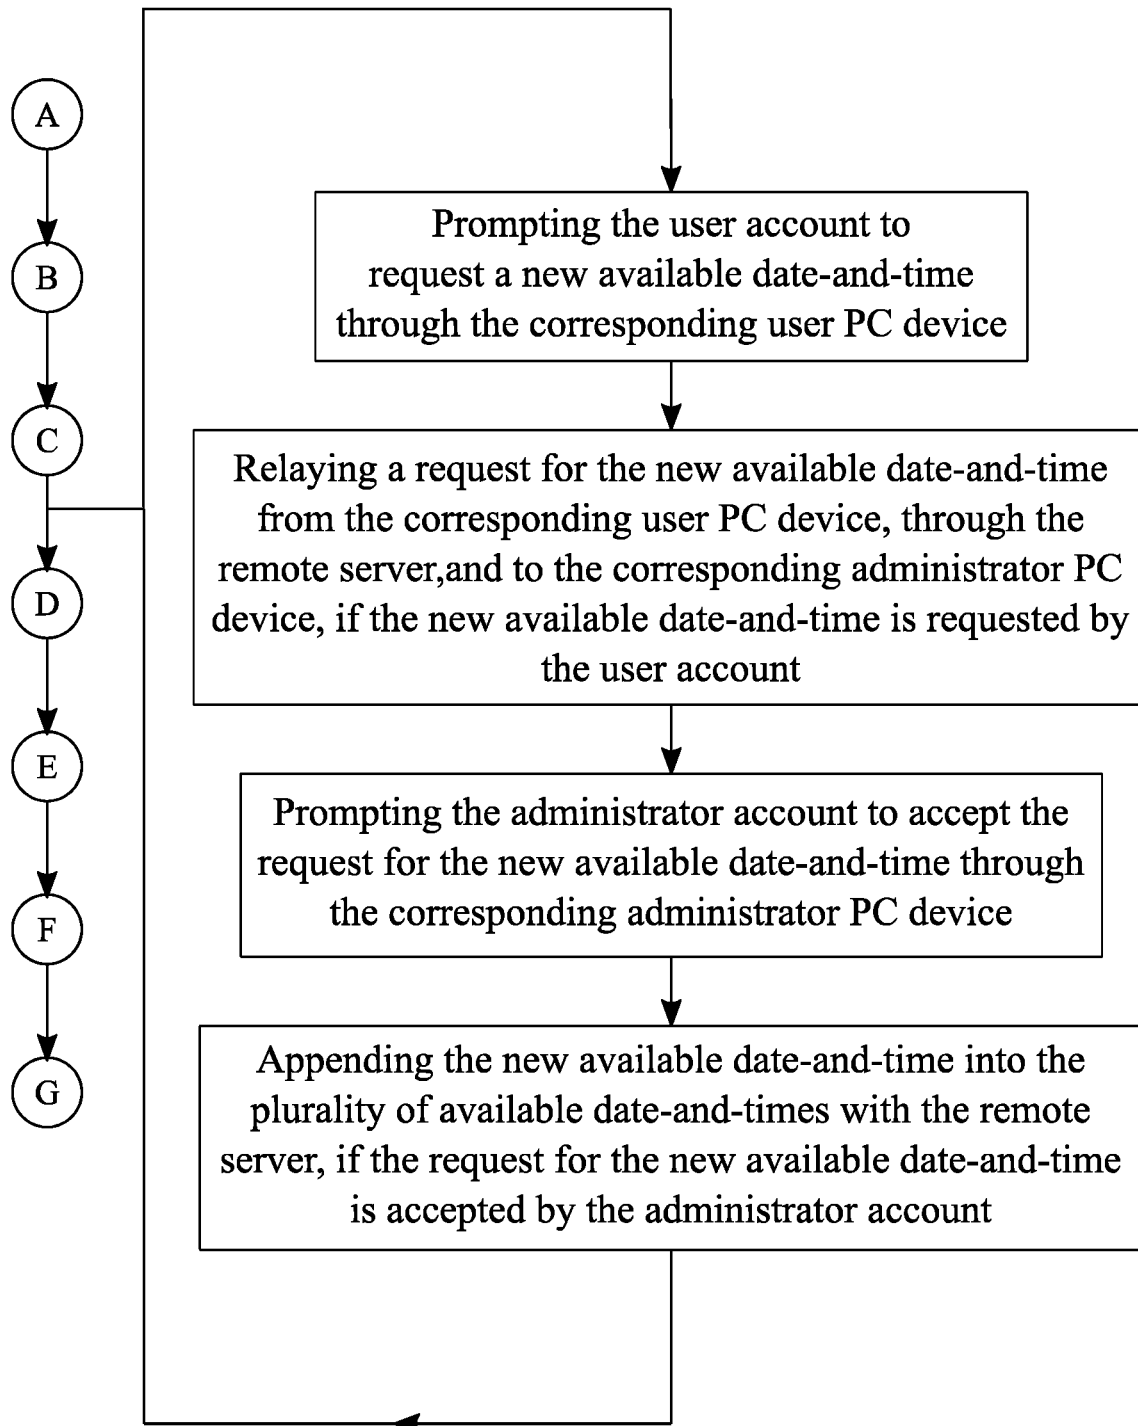 A
B
C
D
E
F
G
Prompting the user account to
request a new available date-and-time
through the corresponding user PC device
Relaying a request for the new available date-and-time
from the corresponding user PC device, through the
remote server,and to the corresponding administrator PC
device, if the new available date-and-time is requested by
the user account
Prompting the administrator account to accept the
request for the new available date-and-time through
the corresponding administrator PC device
Appending the new available date-and-time into the
plurality of available date-and-times with the remote
server, if the request for the new available date-and-time
is accepted by the administrator account